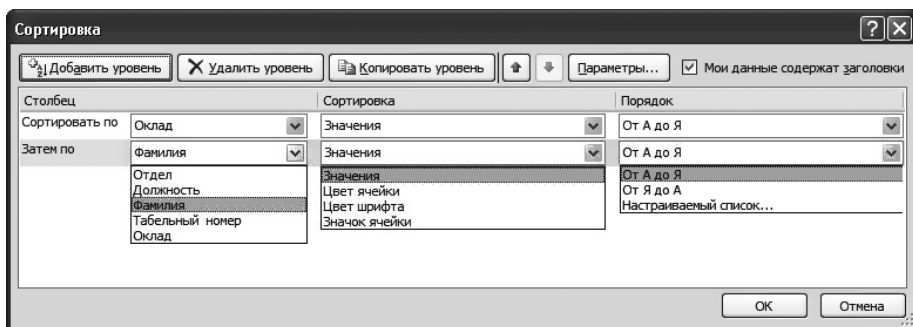 Сортировка
Добавить уровень Удалить уровень Копировать уровень Параметры... Мои данные содержат заголовки
Столбец Сортировка Порядок
Сортировать по Оклад Значения От А до Я
Затем по Фамилия Значения От А до Я
Отдел Значения От А до Я
Должность Цвет ячейки От Я до А
Фамилия Цвет шрифта Настраиваемый список...
Табельный номер Значок ячейки
Оклад
ОК Отмена